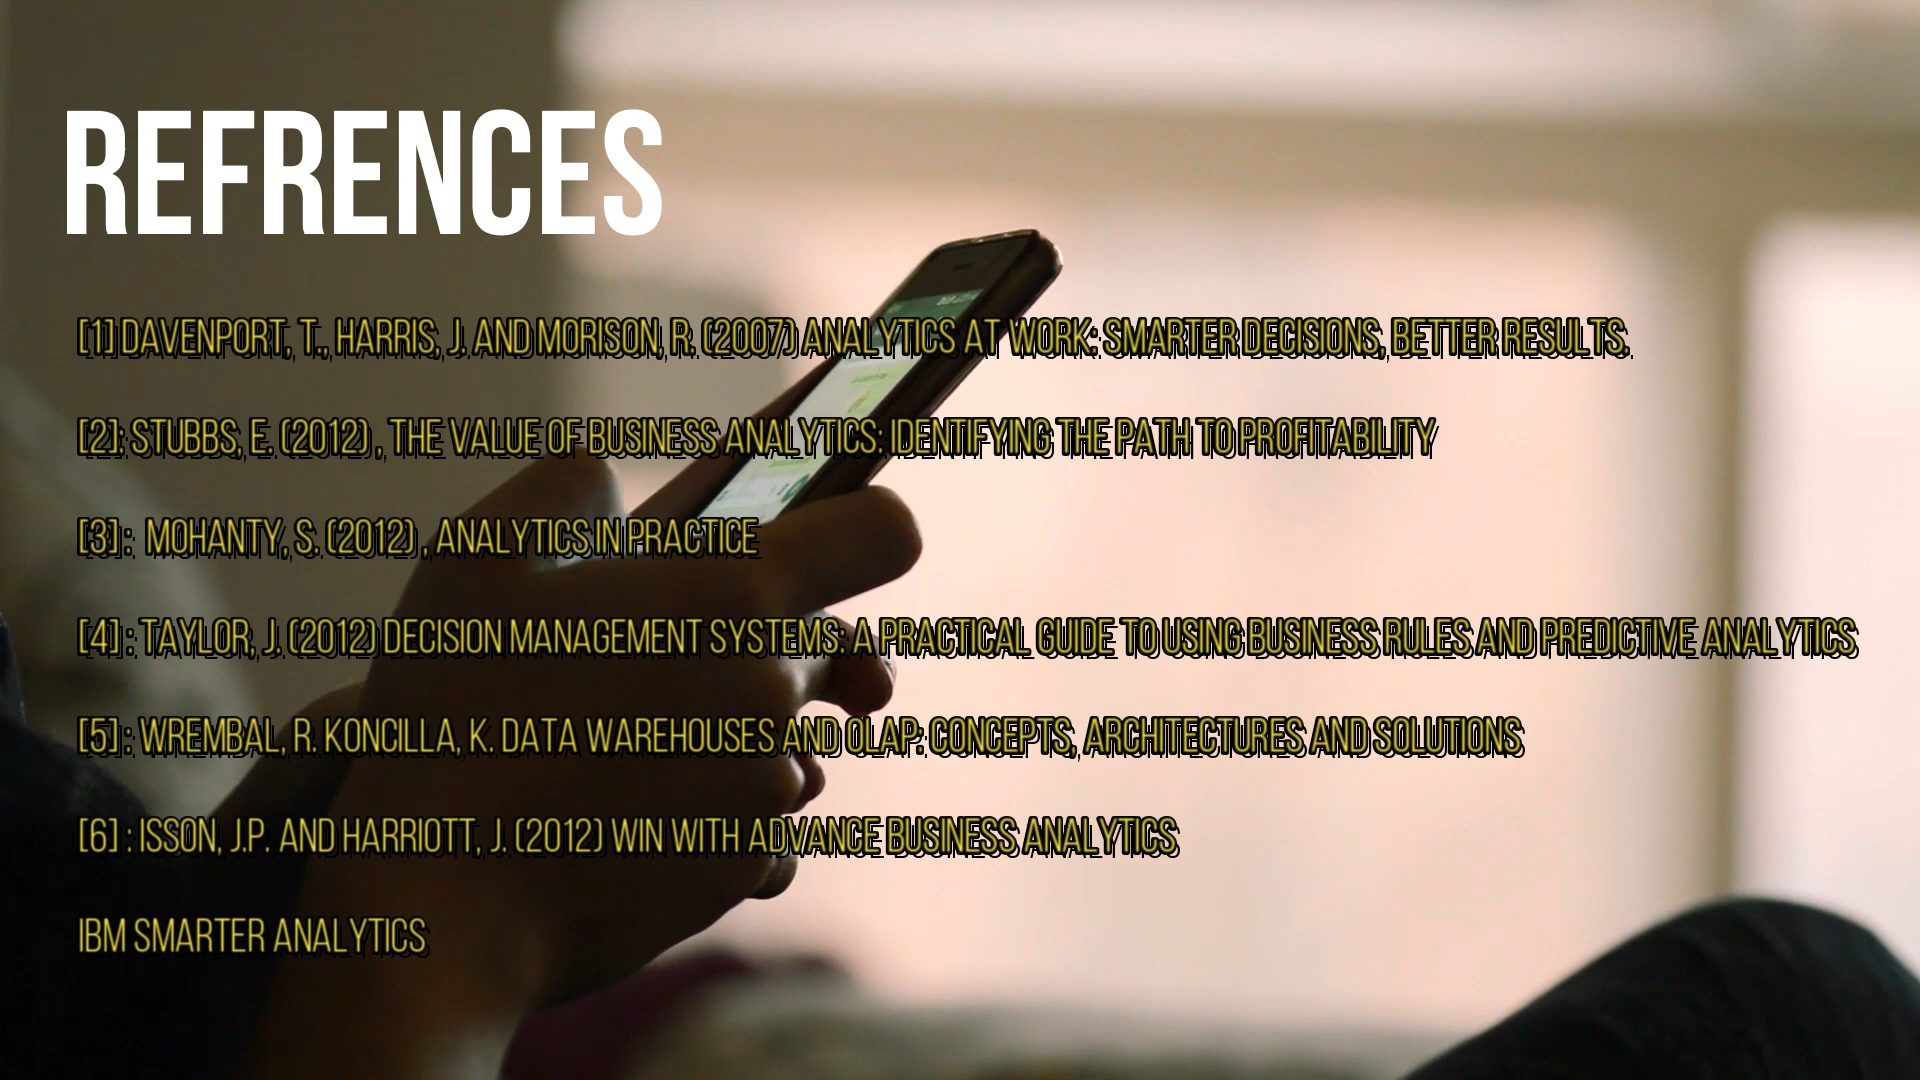 REFRENCES
[1] DAVENPORT, T., HARRIS, J. AND MORISON, R. (2007) ANALYTICS AT WORK: SMARTER DECISIONS, BETTER RESULTS.
[2]: STUBBS, E. (2012) , THE VALUE OF BUSINESS ANALYTICS: IDENTIFYING THE PATH TO PROFITABILITY
[3] : MOHANTY, S. (2012) , ANALYTICS IN PRACTICE
[4] : TAYLOR, J. (2012) DECISION MANAGEMENT SYSTEMS: A PRACTICAL GUIDE TO USING BUSINESS RULES AND PREDICTIVE ANALYTICS
[5] : WREMBAL, R. KONCILLA, K. DATA WAREHOUSES AND OLAP: CONCEPTS, ARCHITECTURES AND SOLUTIONS
[6] : ISSON, J.P. AND HARRIOTT, J. (2012) WIN WITH ADVANCE BUSINESS ANALYTICS
IBM SMARTER ANALYTICS